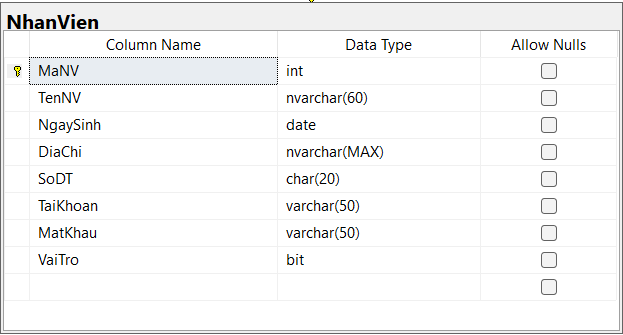 NhanVien
Column Name Data Type Allow Nulls
MaNV int
TenNV nvarchar(60)
NgaySinh date
DiaChi nvarchar(MAX)
SoDT char(20)
TaiKhoan varchar(50)
MatKhau varchar(50)
VaiTro bit